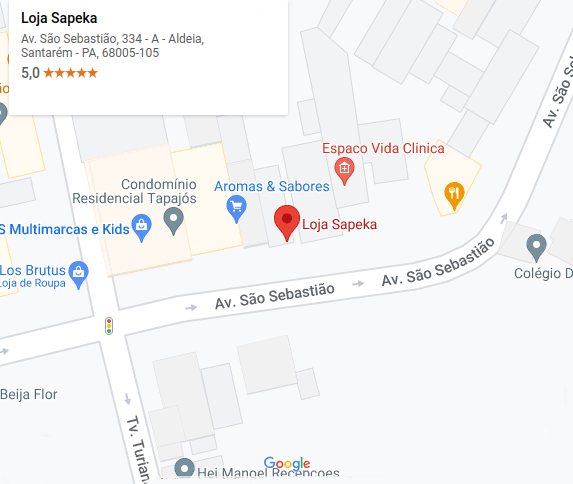 Loja Sapeka
Av. São Sebastião, 334 - A - Aldeia,
Santarém - PA, 68005-105
5,0
Av. São Se
Espaco Vida Clinica
Condomínio
Residencial Tapajós
Aromas & Sabores
S Multimarcas e Kids
Loja Sapeka
Los Brutus
Loja de Roupa
Av. São Sebastião
Av. São Sebastião
Colégio D
Beija Flor
Tv. Turiano
Google
Hei Manoel Recepçoes